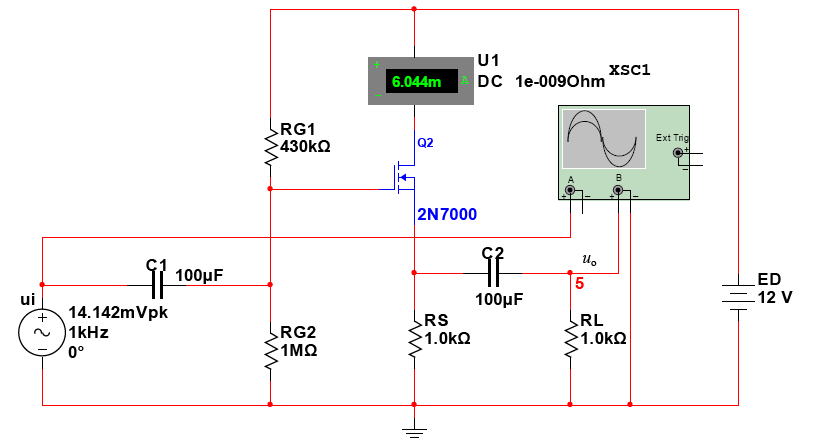 U1
6.044m A
DC 1e-009Ohm
XSC1
Ext Trig
A
B
RG1
430kΩ
Q2
2N7000
C1
100µF
C2
100µF
uo
5
ui
14.142mVpk
1kHz
0°
RG2
1MΩ
RS
1.0kΩ
RL
1.0kΩ
ED
12 V